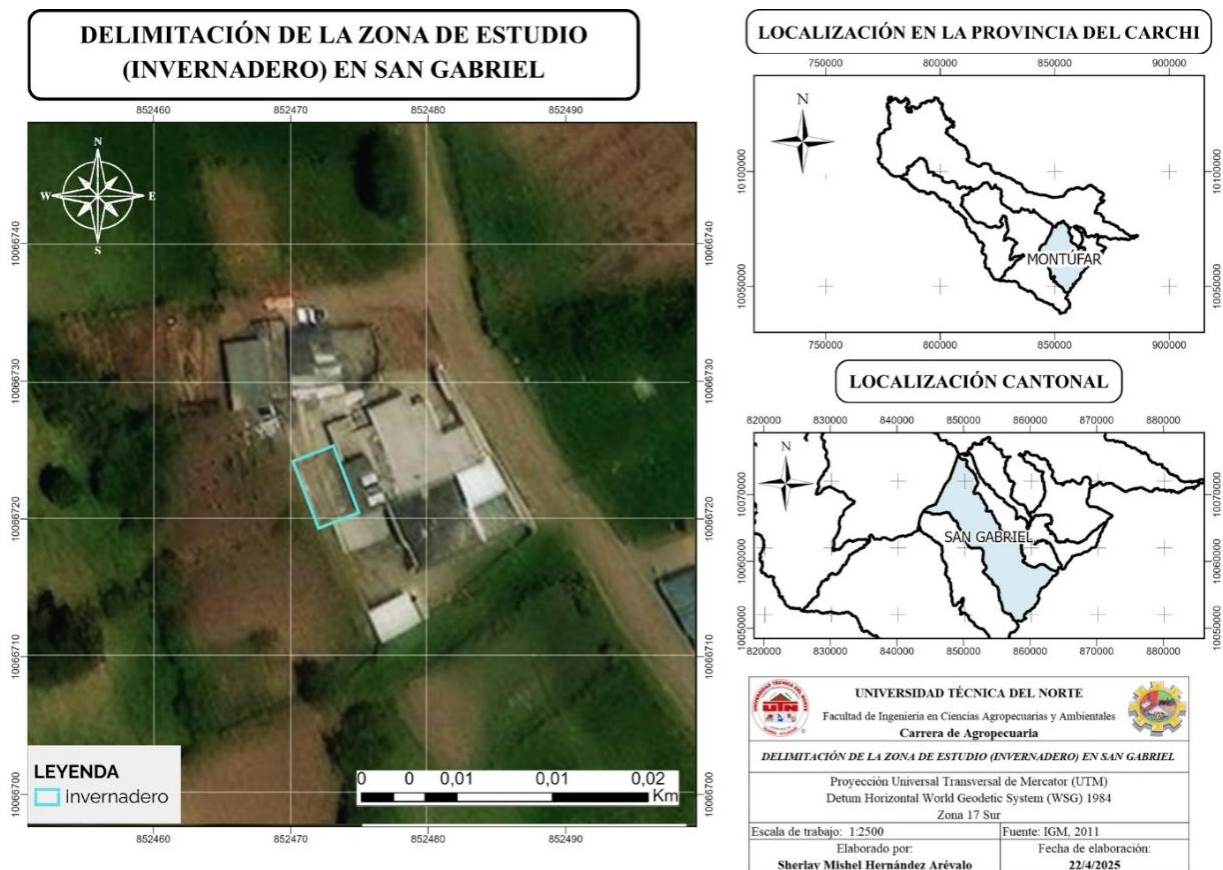 DELIMITACIÓN DE LA ZONA DE ESTUDIO
(INVERNADERO) EN SAN GABRIEL
852460 852470 852480 852490
N
W E
S
10066740 10066740
10066730 10066730
10066720 10066720
10066710 10066710
10066700 10066700
LEYENDA
Invernadero
0 0 0,01 0,01 0,02
Km
852460 852470 852480 852490
LOCALIZACIÓN EN LA PROVINCIA DEL CARCHI
750000 800000 850000 900000
N
10100000 10100000
MONTÚFAR
10050000 10050000
750000 800000 850000 900000
LOCALIZACIÓN CANTONAL
820000 830000 840000 850000 860000 870000 880000
N
10070000 10070000
SAN GABRIEL
10060000 10060000
10050000 10050000
820000 830000 840000 850000 860000 870000 880000
UNIVERSIDAD TÉCNICA DEL NORTE
UTN
Facultad de Ingenieria en Ciencias Agropecuarias y Ambientales
Carrera de Agropecuaria
DELIMITACIÓN DE LA ZONA DE ESTUDIO (INVERNADERO) EN SAN GABRIEL
Proyección Universal Transversal de Mercator (UTM)
Detum Horizontal World Geodetic System (WSG) 1984
Zona 17 Sur
Escala de trabajo: 1:2500 Fuente: IGM, 2011
Elaborado por: Fecha de elaboración:
Sherlay Mishel Hernández Arévalo 22/4/2025